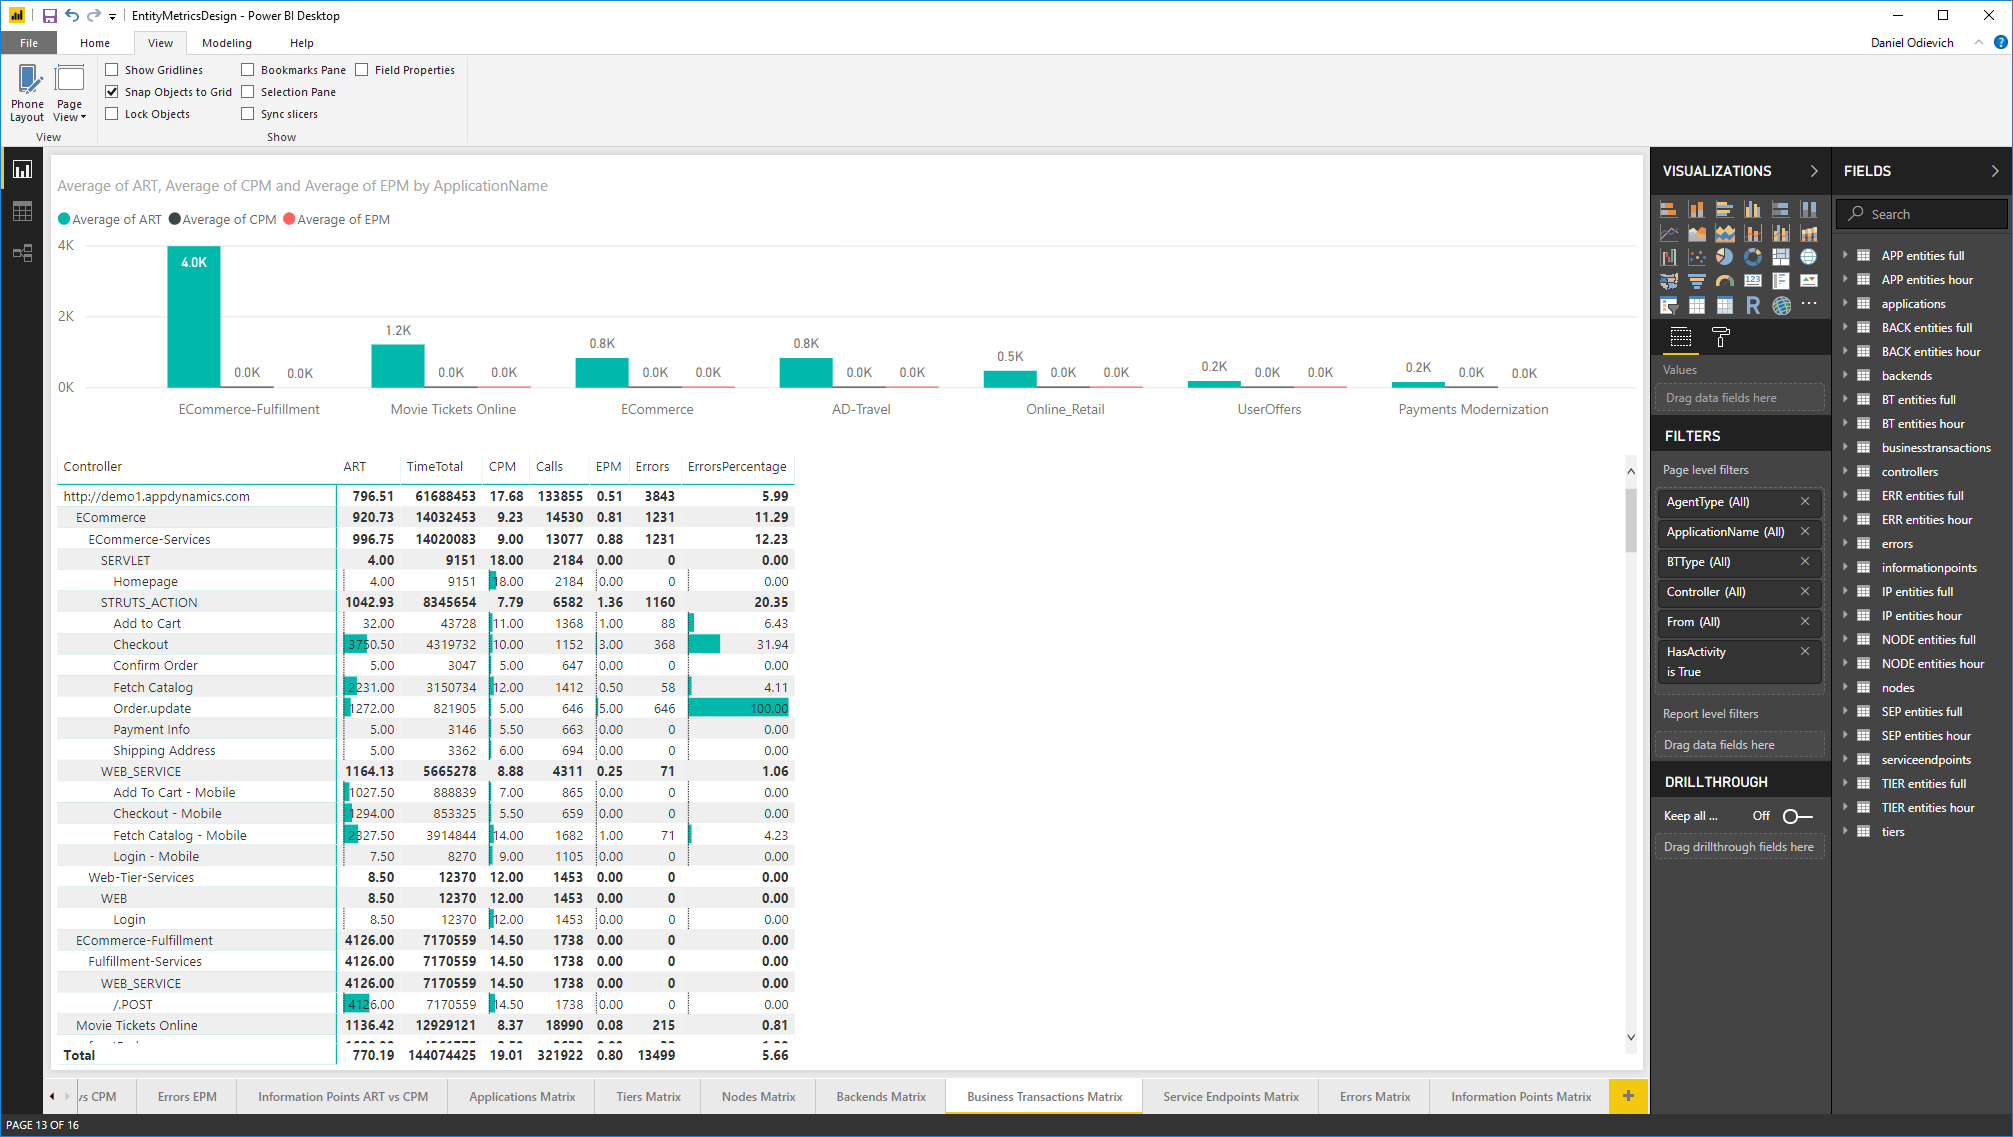 EntityMetricsDesign - Power BI Desktop
File Home View Modeling Help Daniel Odievich ?
Show Gridlines Bookmarks Pane Field Properties
Snap Objects to Grid Selection Pane
Lock Objects Sync slicers
Phone Layout Page View
View Show
Average of ART, Average of CPM and Average of EPM by ApplicationName
Average of ART Average of CPM Average of EPM
4K
2K
0K
4.0K 0.0K 0.0K
1.2K 0.0K 0.0K
0.8K 0.0K 0.0K
0.8K 0.0K 0.0K
0.5K 0.0K 0.0K
0.2K 0.0K 0.0K
0.2K 0.0K 0.0K
ECommerce-Fulfillment Movie Tickets Online ECommerce AD-Travel Online_Retail UserOffers Payments Modernization
Controller ART TimeTotal CPM Calls EPM Errors ErrorsPercentage
http://demo1.appdynamics.com 796.51 61688453 17.68 133855 0.51 3843 5.99
ECommerce 920.73 14032453 9.23 14530 0.81 1231 11.29
ECommerce-Services 996.75 14020083 9.00 13077 0.88 1231 12.23
SERVLET 4.00 9151 18.00 2184 0.00 0 0.00
Homepage 4.00 9151 18.00 2184 0.00 0 0.00
STRUTS_ACTION 1042.93 8345654 7.79 6582 1.36 1160 20.35
Add to Cart 32.00 43728 11.00 1368 1.00 88 6.43
Checkout 3750.50 4319732 10.00 1152 3.00 368 31.94
Confirm Order 5.00 3047 5.00 647 0.00 0 0.00
Fetch Catalog 2231.00 3150734 12.00 1412 0.50 58 4.11
Order.update 1272.00 821905 5.00 646 5.00 646 100.00
Payment Info 5.00 3146 5.50 663 0.00 0 0.00
Shipping Address 5.00 3362 6.00 694 0.00 0 0.00
WEB_SERVICE 1164.13 5665278 8.88 4311 0.25 71 1.06
Add To Cart - Mobile 1027.50 888839 7.00 865 0.00 0 0.00
Checkout - Mobile 1294.00 853325 5.50 659 0.00 0 0.00
Fetch Catalog - Mobile 2327.50 3914844 14.00 1682 1.00 71 4.23
Login - Mobile 7.50 8270 9.00 1105 0.00 0 0.00
Web-Tier-Services 8.50 12370 12.00 1453 0.00 0 0.00
WEB 8.50 12370 12.00 1453 0.00 0 0.00
Login 8.50 12370 12.00 1453 0.00 0 0.00
ECommerce-Fulfillment 4126.00 7170559 14.50 1738 0.00 0 0.00
Fulfillment-Services 4126.00 7170559 14.50 1738 0.00 0 0.00
WEB_SERVICE 4126.00 7170559 14.50 1738 0.00 0 0.00
/.POST 4126.00 7170559 14.50 1738 0.00 0 0.00
Movie Tickets Online 1136.42 12929121 8.37 18990 0.08 215 0.81
Total 770.19 144074425 19.01 321922 0.80 13499 5.66
VISUALIZATIONS
123
R
Values
Drag data fields here
FILTERS
Page level filters
AgentType (All)
ApplicationName (All)
BTType (All)
Controller (All)
From (All)
HasActivity
is True
Report level filters
Drag data fields here
DRILLTHROUGH
Keep all ... Off
Drag drillthrough fields here
FIELDS
Search
APP entities full
APP entities hour
applications
BACK entities full
BACK entities hour
backends
BT entities full
BT entities hour
businesstransactions
controllers
ERR entities full
ERR entities hour
errors
informationpoints
IP entities full
IP entities hour
NODE entities full
NODE entities hour
nodes
SEP entities full
SEP entities hour
serviceendpoints
TIER entities full
TIER entities hour
tiers
vs CPM Errors EPM Information Points ART vs CPM Applications Matrix Tiers Matrix Nodes Matrix Backends Matrix Business Transactions Matrix Service Endpoints Matrix Errors Matrix Information Points Matrix +
PAGE 13 OF 16